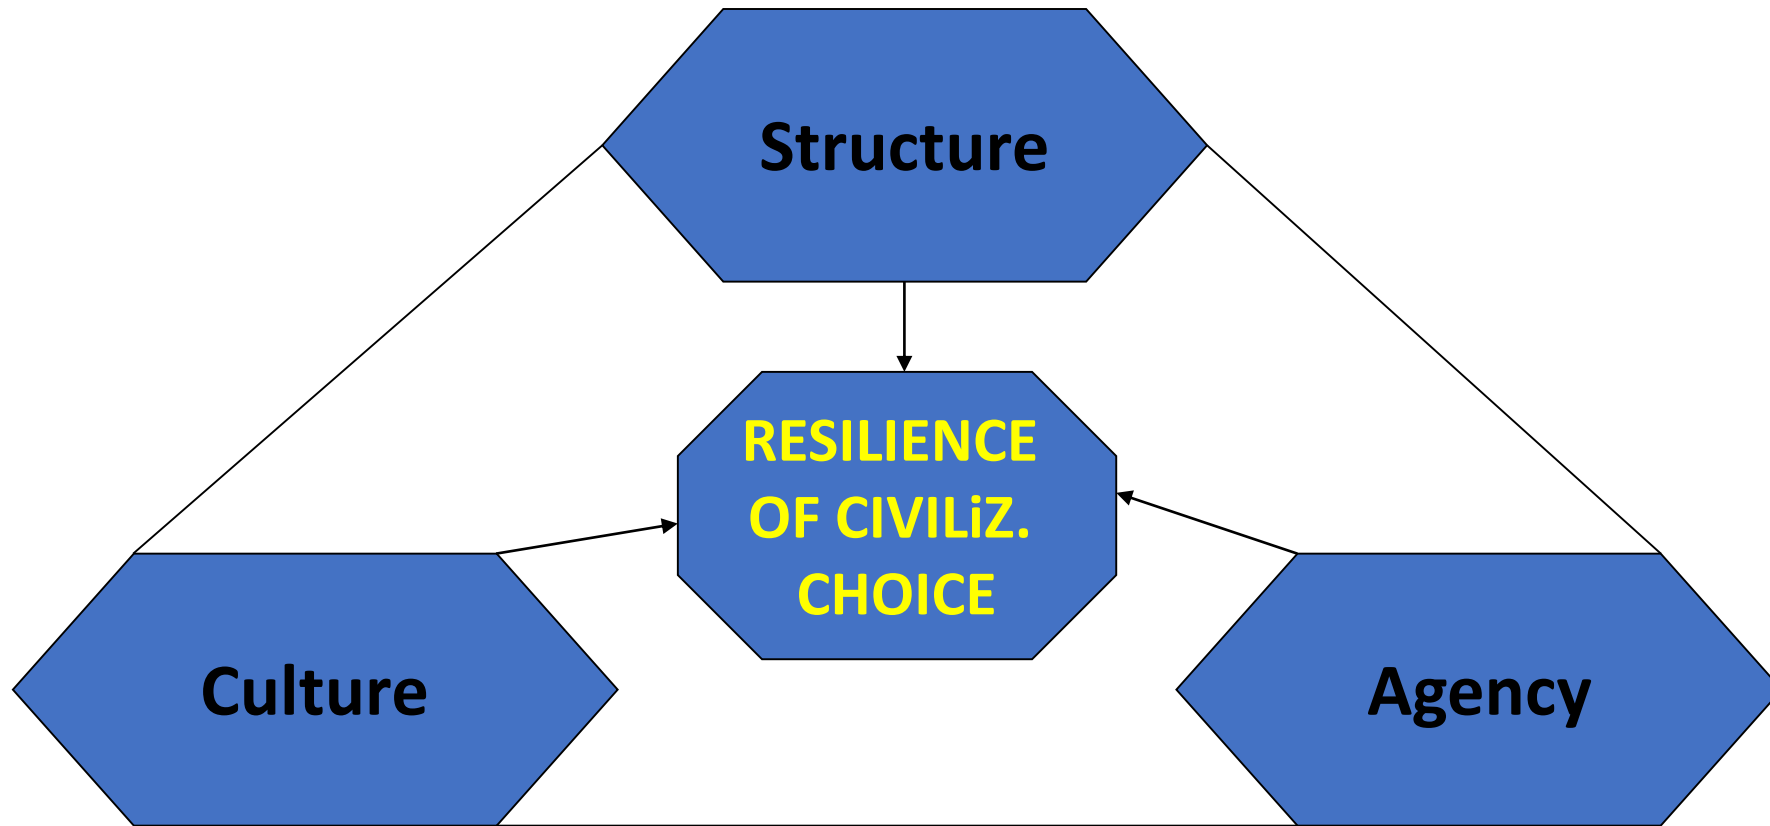 Structure
RESILIENCE
OF CIVILiZ.
CHOICE
Culture
Agency